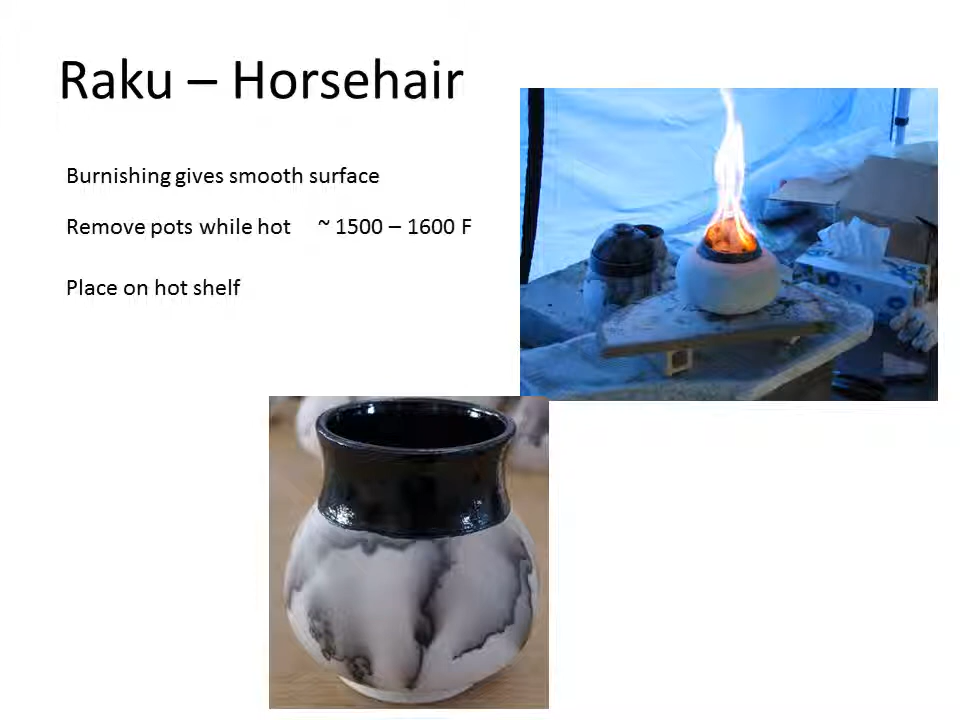 Raku – Horsehair
Burnishing gives smooth surface
Remove pots while hot ~ 1500 – 1600 F
Place on hot shelf